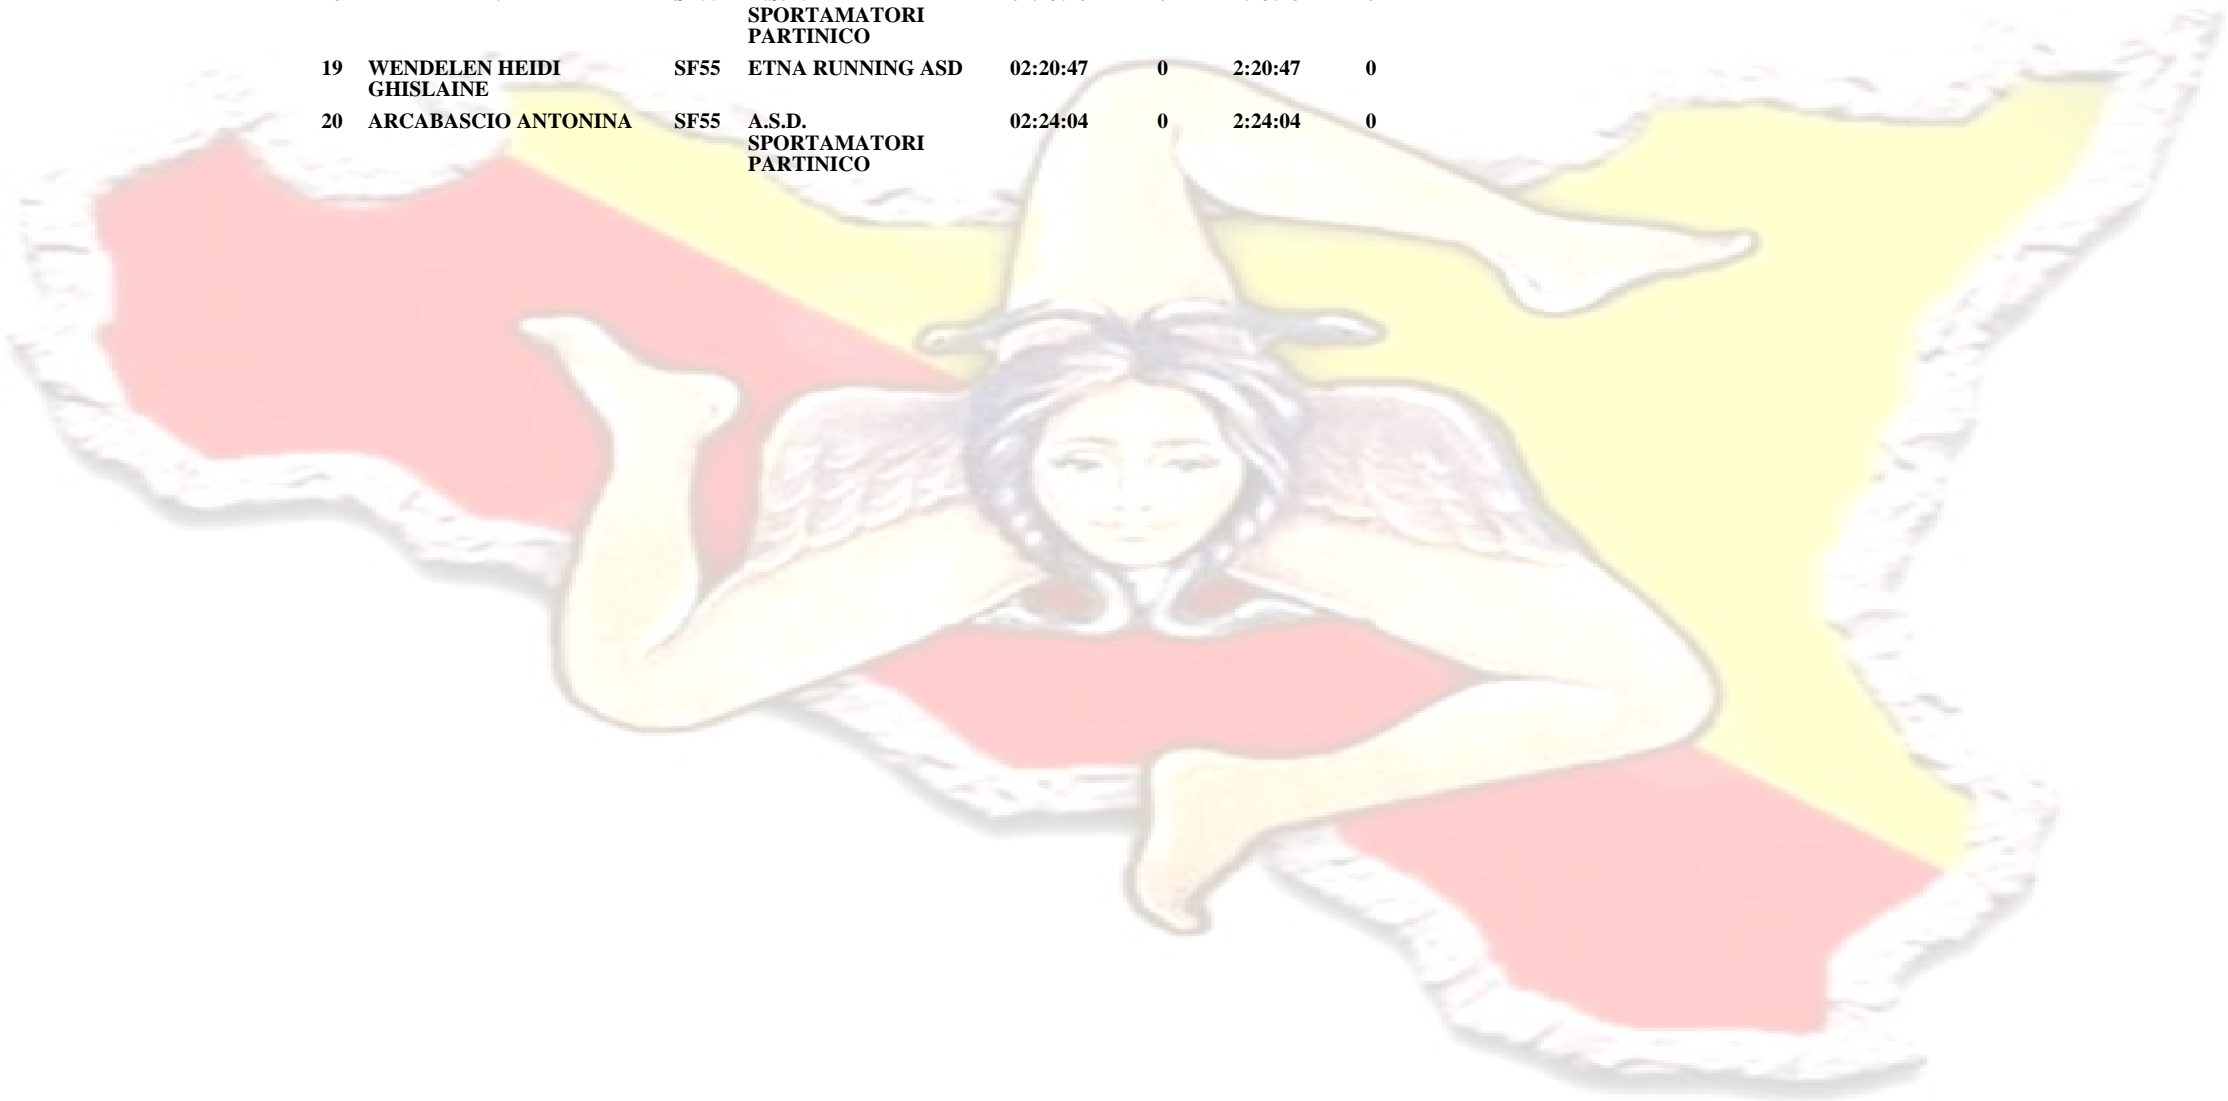 SPORTAMATORI
PARTINICO
19 WENDELEN HEIDI SF55 ETNA RUNNING ASD 02:20:47 0 2:20:47 0
GHISLAINE
20 ARCABASCIO ANTONINA SF55 A.S.D. 02:24:04 0 2:24:04 0
SPORTAMATORI
PARTINICO